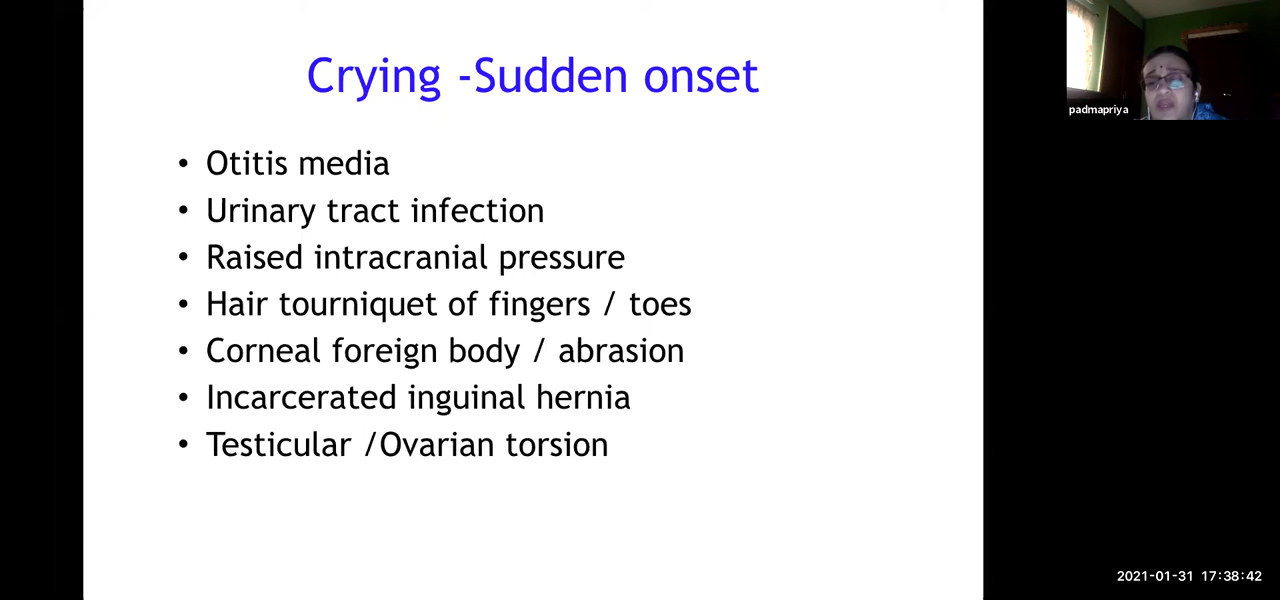 Crying -Sudden onset
• Otitis media
• Urinary tract infection
• Raised intracranial pressure
• Hair tourniquet of fingers / toes
• Corneal foreign body / abrasion
• Incarcerated inguinal hernia
• Testicular /Ovarian torsion
padmapriya
2021-01-31 17:38:42